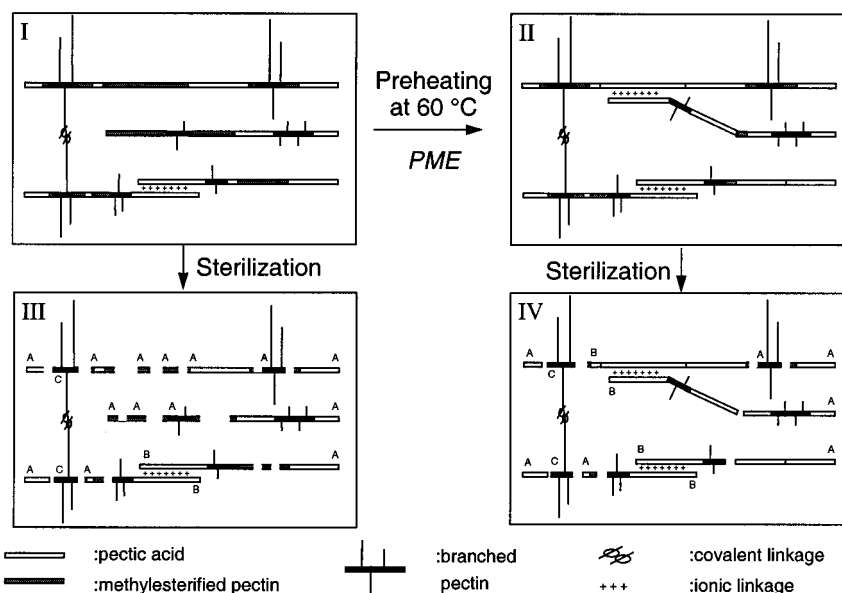 I
Preheating
at 60 °C
PME
II
Sterilization
Sterilization
III
A A A A A A A
C
A A A A
B A
A C A
B
IV
A B A A
C
B A
B A
A C A B
B
:pectic acid
:methylesterified pectin
:branched
pectin
:covalent linkage
+++ :ionic linkage